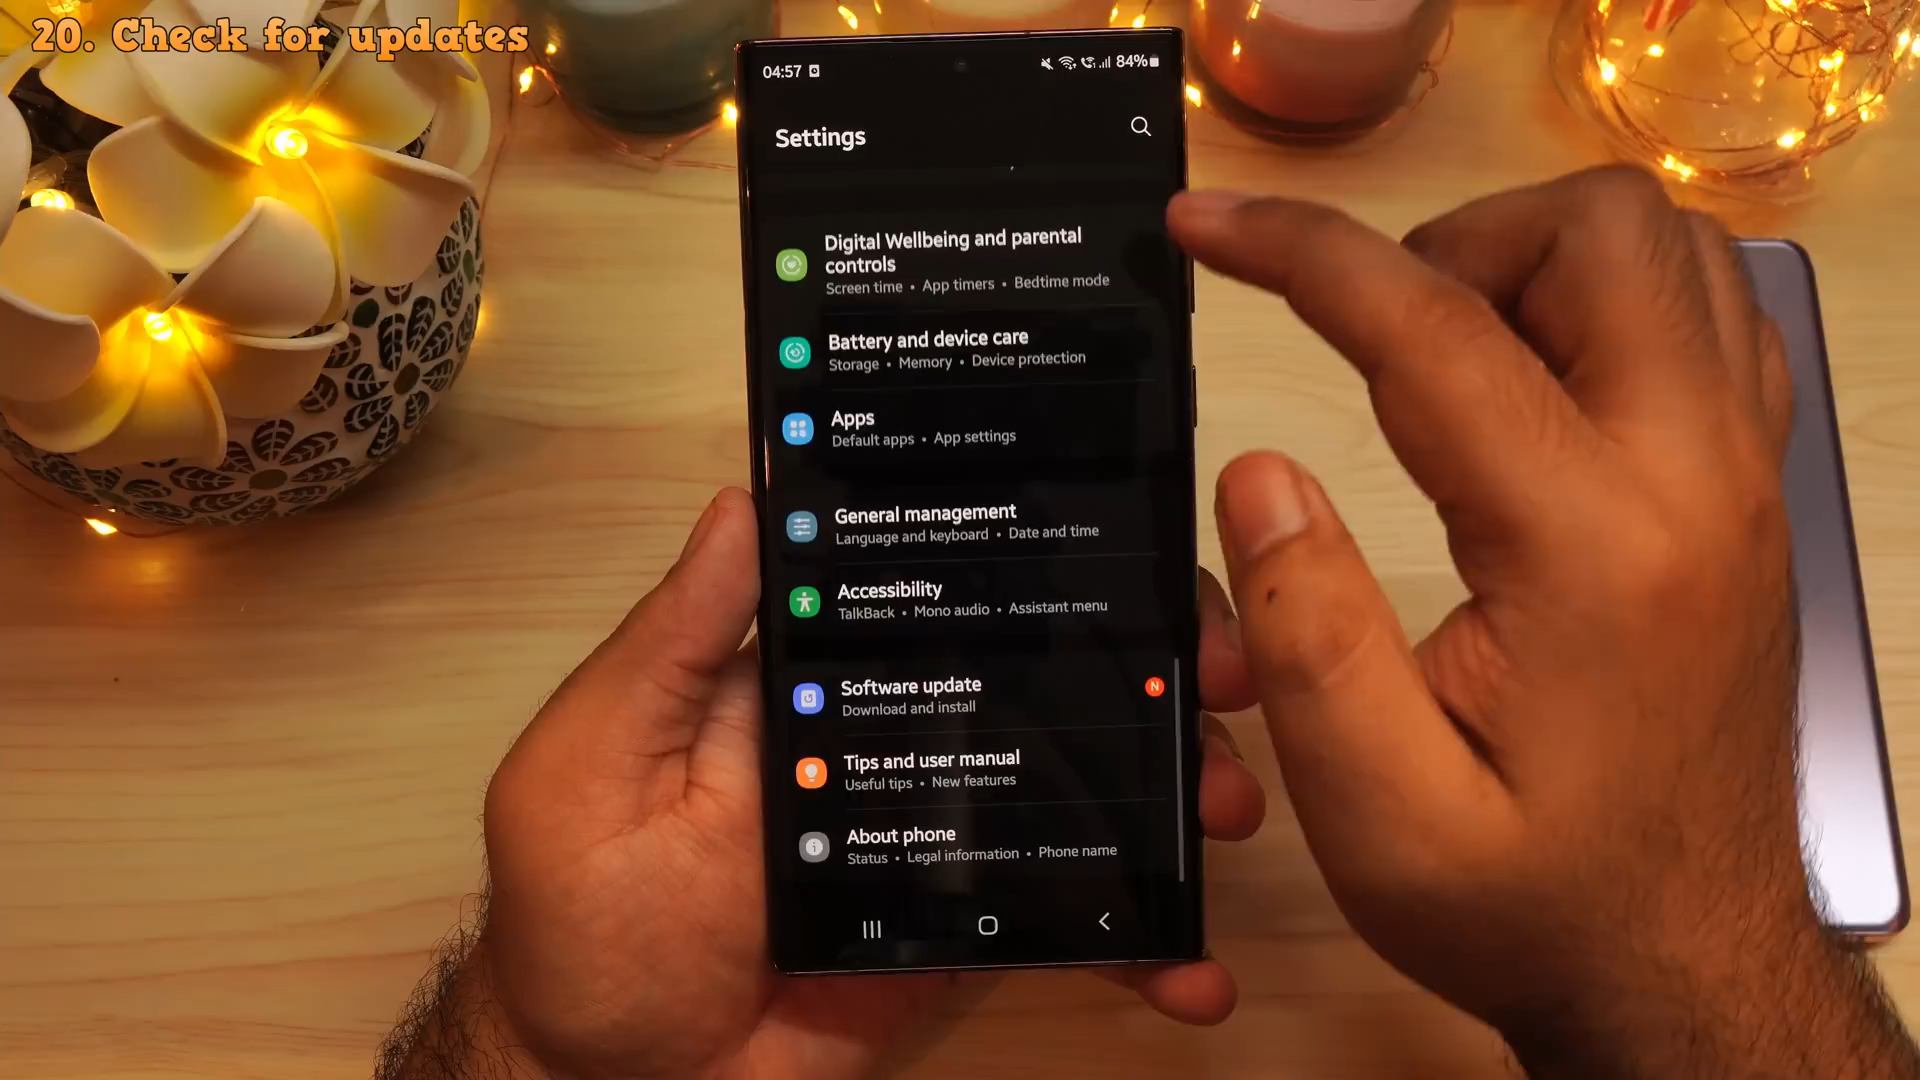 20. Check for updates
04:57 84%
Settings
Digital Wellbeing and parental
controls
Screen time • App timers • Bedtime mode
Battery and device care
Storage • Memory • Device protection
Apps
Default apps • App settings
General management
Language and keyboard • Date and time
Accessibility
TalkBack • Mono audio • Assistant menu
Software update
N
Download and install
Tips and user manual
Useful tips • New features
About phone
Status • Legal information • Phone name